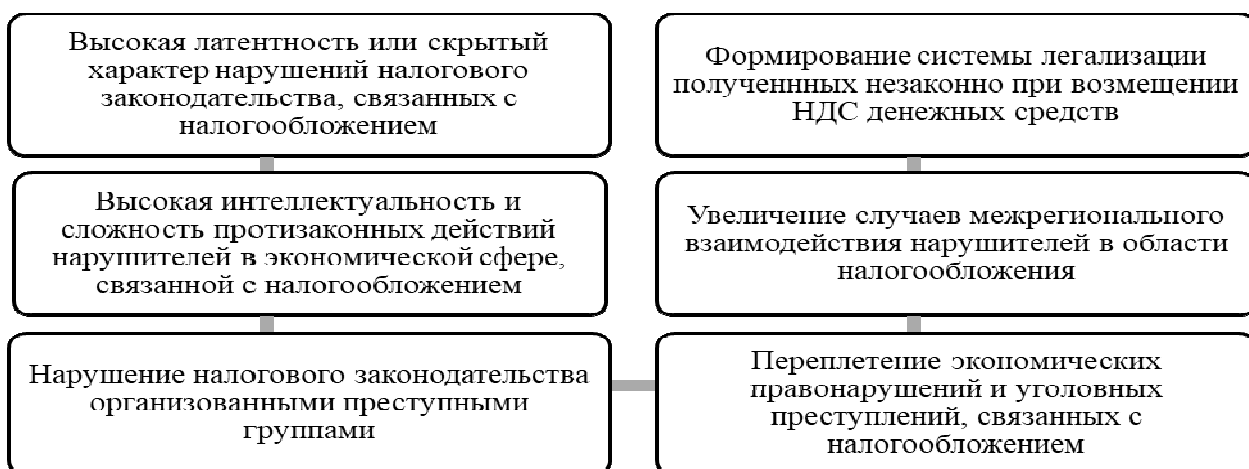 Высокая латентность или скрытый
характер нарушений налогового
законодательства, связанных с
налогообложением
Высокая интеллектуальность и
сложность протизаконных действий
нарушителей в экономической сфере,
связанной с налогообложением
Нарушение налогового законодательства
организованными преступными
группами
Переплетение экономических
правонарушений и уголовных
преступлений, связанных с
налогообложением
Увеличение случаев межрегионального
взаимодействия нарушителей в области
налогообложения
Формирование системы легализации
полученнных незаконно при возмещении
НДС денежных средств